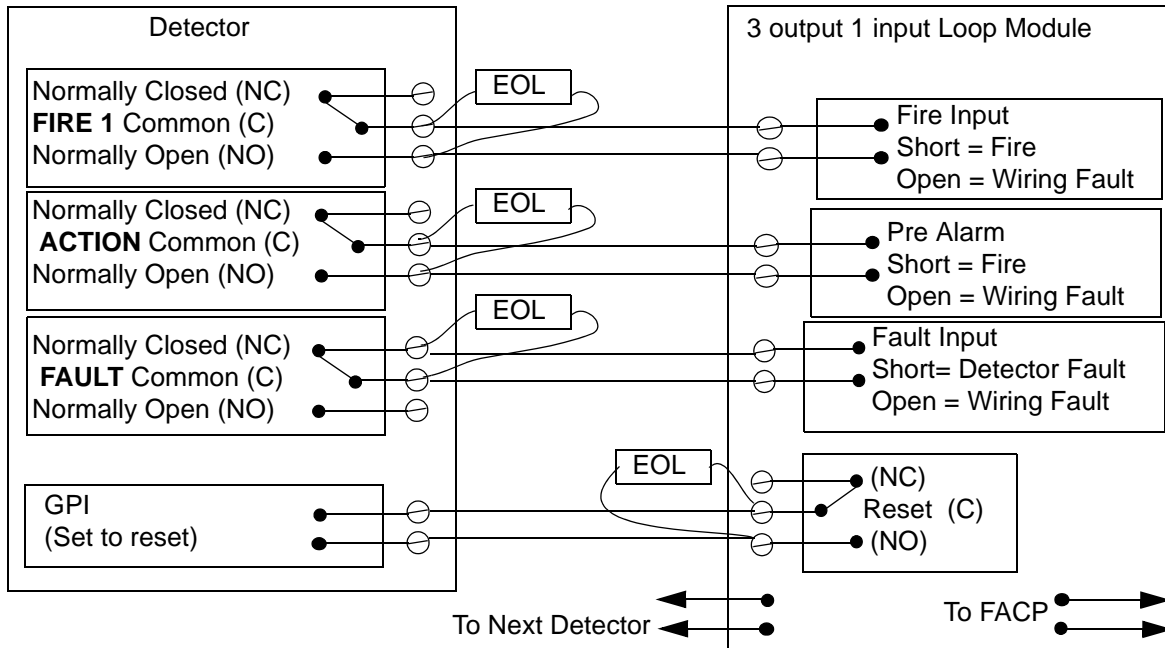 Detector
3 output 1 input Loop Module
Normally Closed (NC)
FIRE 1 Common (C)
Normally Open (NO)
EOL
Fire Input
Short = Fire
Open = Wiring Fault
Normally Closed (NC)
ACTION Common (C)
Normally Open (NO)
EOL
Pre Alarm
Short = Fire
Open = Wiring Fault
Normally Closed (NC)
FAULT Common (C)
Normally Open (NO)
EOL
Fault Input
Short= Detector Fault
Open = Wiring Fault
GPI
(Set to reset)
EOL
(NC)
Reset (C)
(NO)
To Next Detector
To FACP